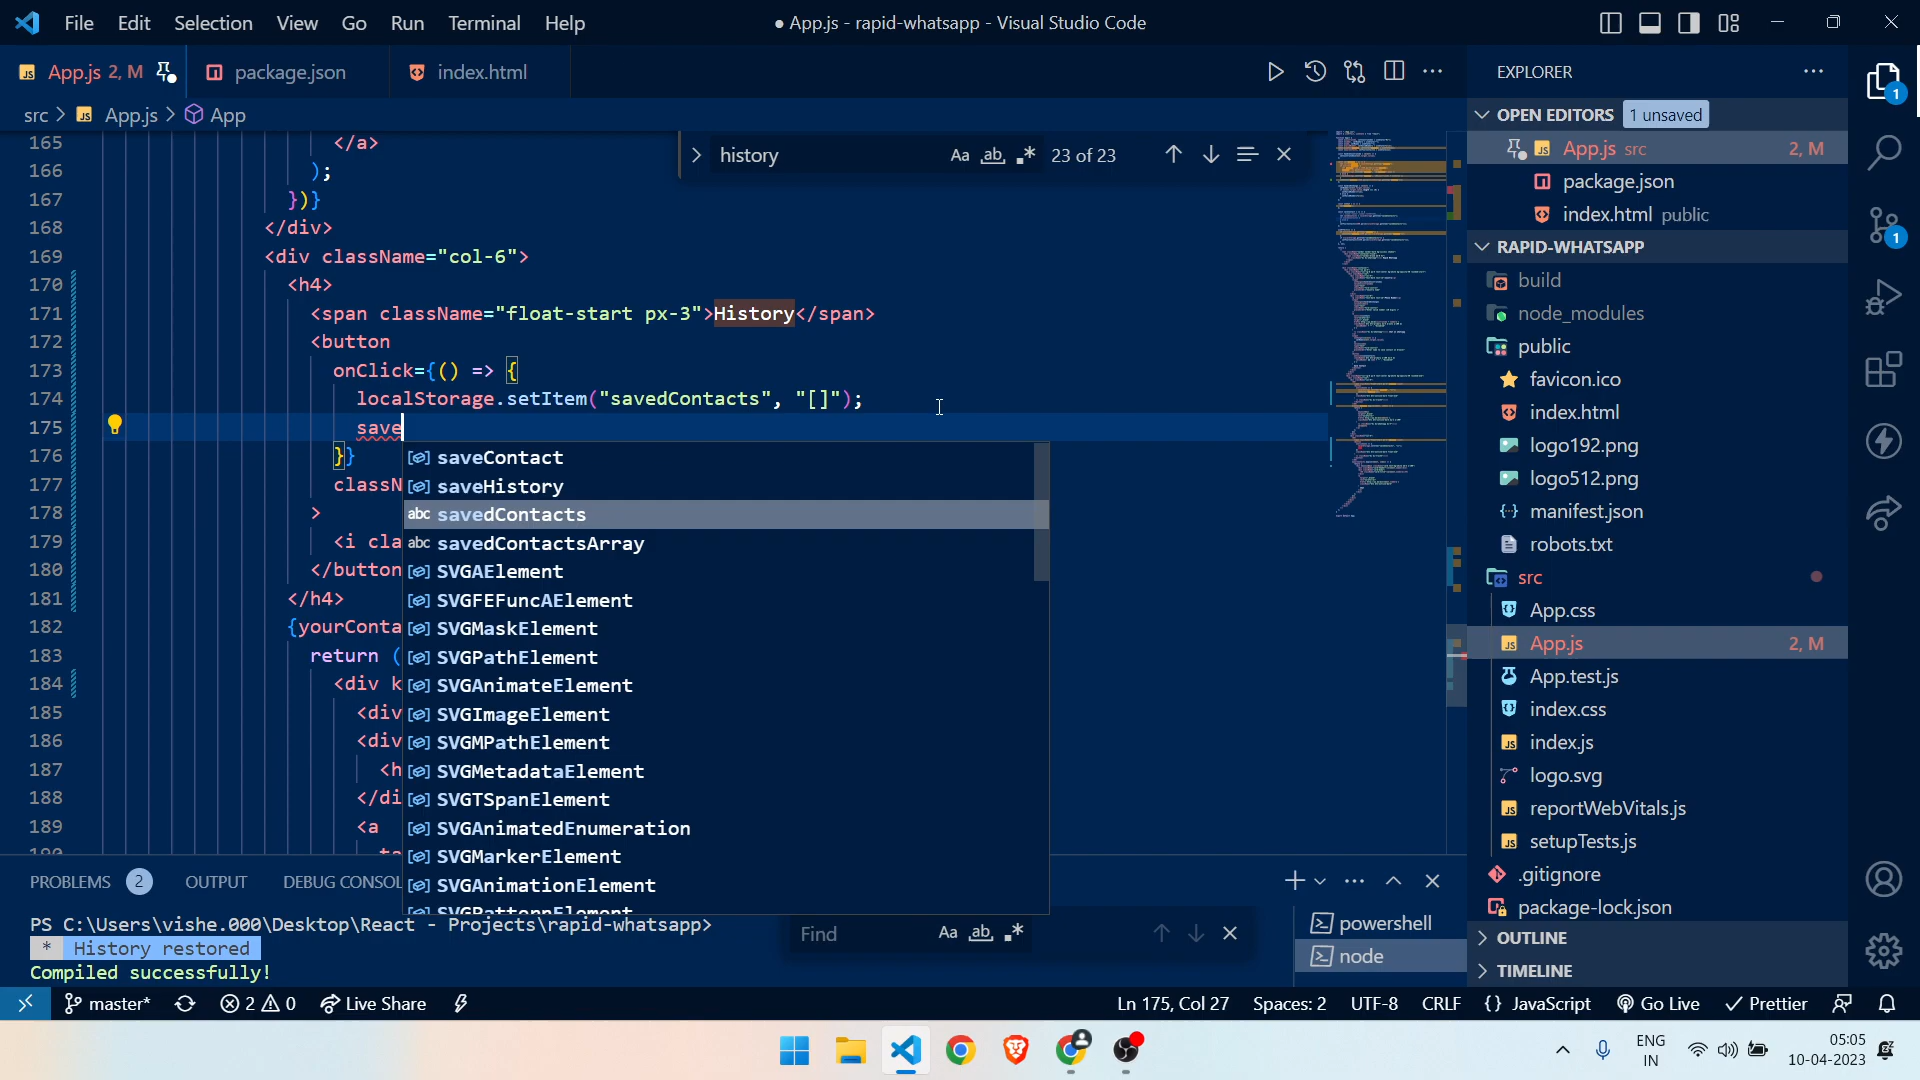 File Edit Selection View Go Run Terminal Help
● App.js - rapid-whatsapp - Visual Studio Code
App.js 2, M
package.json
index.html
src > App.js > App
history
Aa ab 23 of 23
165 </a>
166 );
167 })}
168 </div>
169 <div className="col-6">
170 <h4>
171 <span className="float-start px-3">History</span>
172 <button
173 onClick={() => {
174 localStorage.setItem("savedContacts", "[]");
175 save
176 }}
177 classN
178 >
179 <i cla
180 </button
181 </h4>
182 {yourConta
183 return (
184 <div k
185 <div
186 <div
187 <h
188 </di
189 <a
saveContact
saveHistory
abc savedContacts
abc savedContactsArray
SVGAElement
SVGFEFuncAElement
SVGMaskElement
SVGPathElement
SVGAnimateElement
SVGImageElement
SVGMPathElement
SVGMetadataElement
SVGTSpanElement
SVGAnimatedEnumeration
SVGMarkerElement
SVGAnimationElement
SVGPatternElement
PROBLEMS 2 OUTPUT DEBUG CONSOL
PS C:\Users\vishe.000\Desktop\React - Projects\rapid-whatsapp>
* History restored
Compiled successfully!
Find Aa ab
powershell
node
EXPLORER
OPEN EDITORS 1 unsaved
App.js src 2, M
package.json
index.html public
RAPID-WHATSAPP
build
node_modules
public
favicon.ico
index.html
logo192.png
logo512.png
manifest.json
robots.txt
src
App.css
App.js 2, M
App.test.js
index.css
index.js
logo.svg
reportWebVitals.js
setupTests.js
.gitignore
package-lock.json
OUTLINE
TIMELINE
1
1
master* 2 0 Live Share
Ln 175, Col 27 Spaces: 2 UTF-8 CRLF {} JavaScript Go Live Prettier
ENG
IN
05:05
10-04-2023